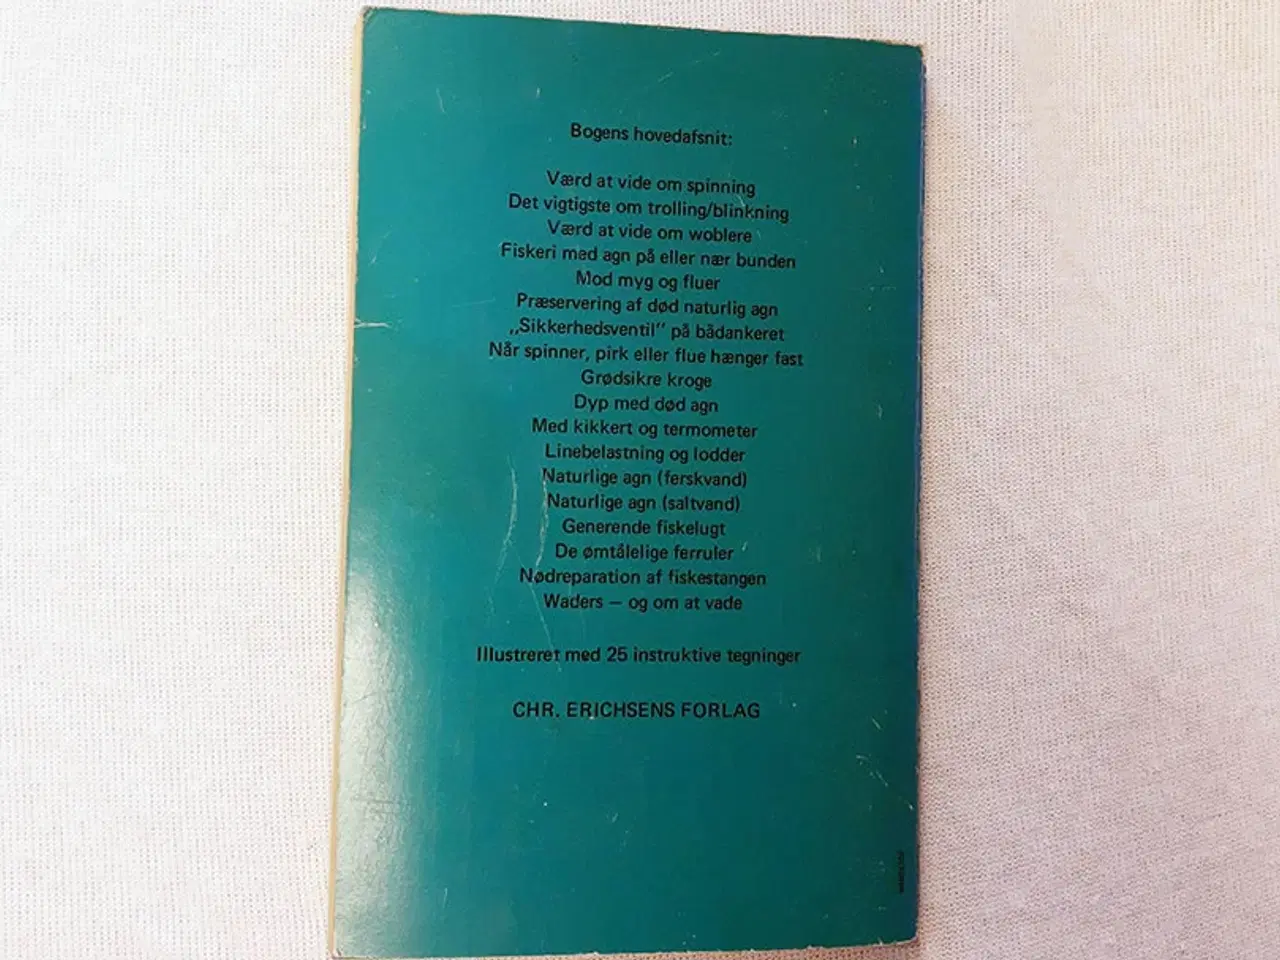 Bogens hovedafsnit:
Værd at vide om spinning
Det vigtigste om trolling/blinkning
Værd at vide om woblere
Fiskeri med agn på eller nær bunden
Mod myg og fluer
Præservering af død naturlig agn
„Sikkerhedsventil” på bådankeret
Når spinner, pirk eller flue hænger fast
Grødsikre kroge
Dyp med død agn
Med kikkert og termometer
Linebelastning og lodder
Naturlige agn (ferskvand)
Naturlige agn (saltvand)
Generende fiskelugt
De ømtålelige ferruler
Nødreparation af fiskestangen
Waders – og om at vade
Illustreret med 25 instruktive tegninger
CHR. ERICHSENS FORLAG